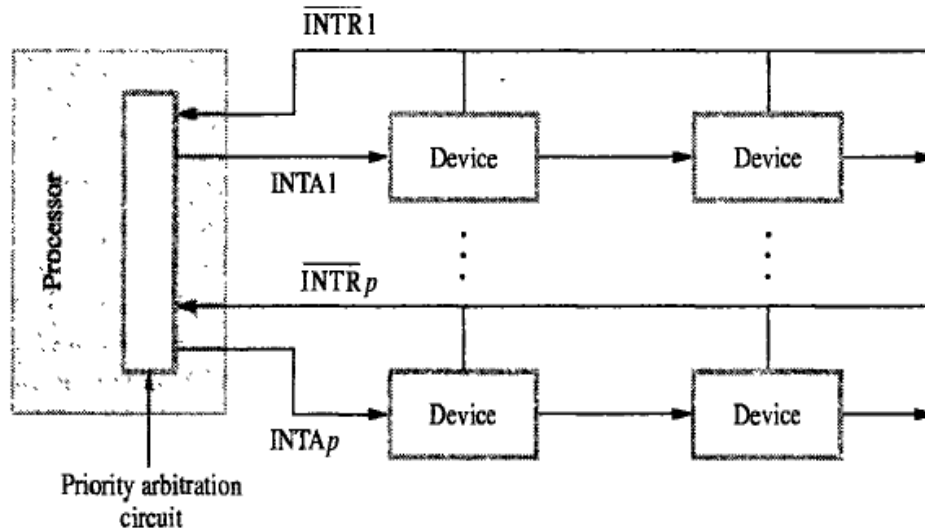 INTR1
Processor
Device Device
INTA1
INTRp
Device Device
INTAp
Priority arbitration
circuit